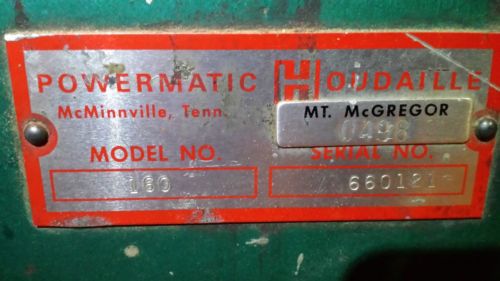 POWERMATIC HOUDAILLE
McMinnville, Tenn.
MT. McGREGOR
0498
MODEL NO. SERIAL NO.
160 660121